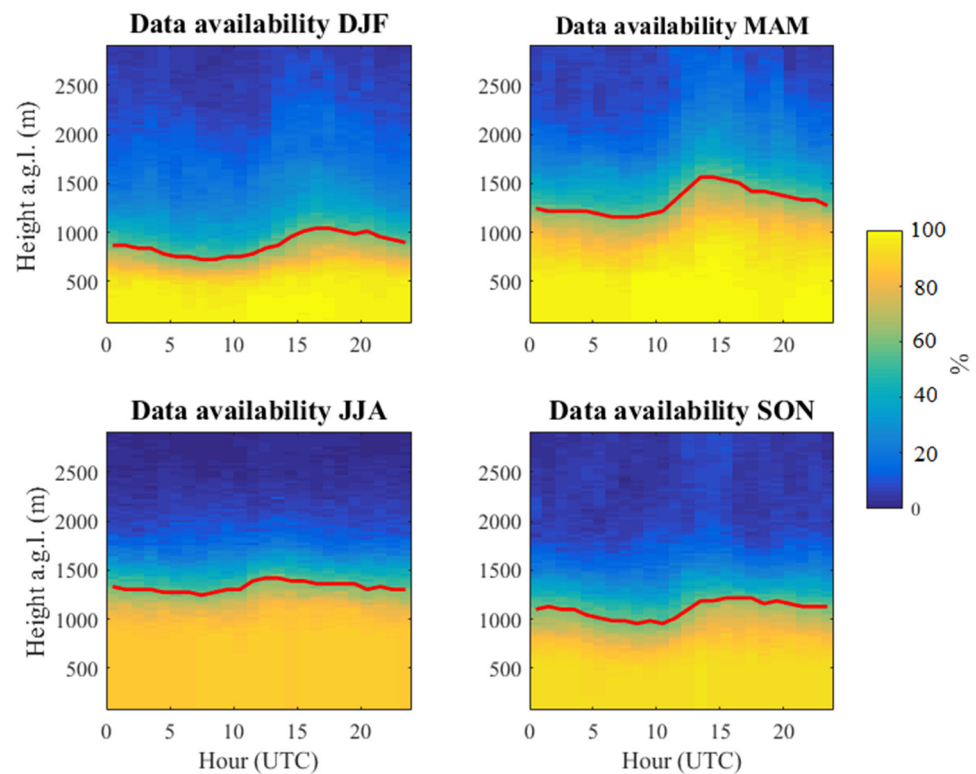 Data availability DJF
Data availability MAM
Height a.g.l. (m)
2500
2000
1500
1000
500
0 5 10 15 20
2500
2000
1500
1000
500
0 5 10 15 20
Data availability JJA
Data availability SON
Height a.g.l. (m)
2500
2000
1500
1000
500
0 5 10 15 20
Hour (UTC)
2500
2000
1500
1000
500
0 5 10 15 20
Hour (UTC)
100
80
60
40
20
0
%